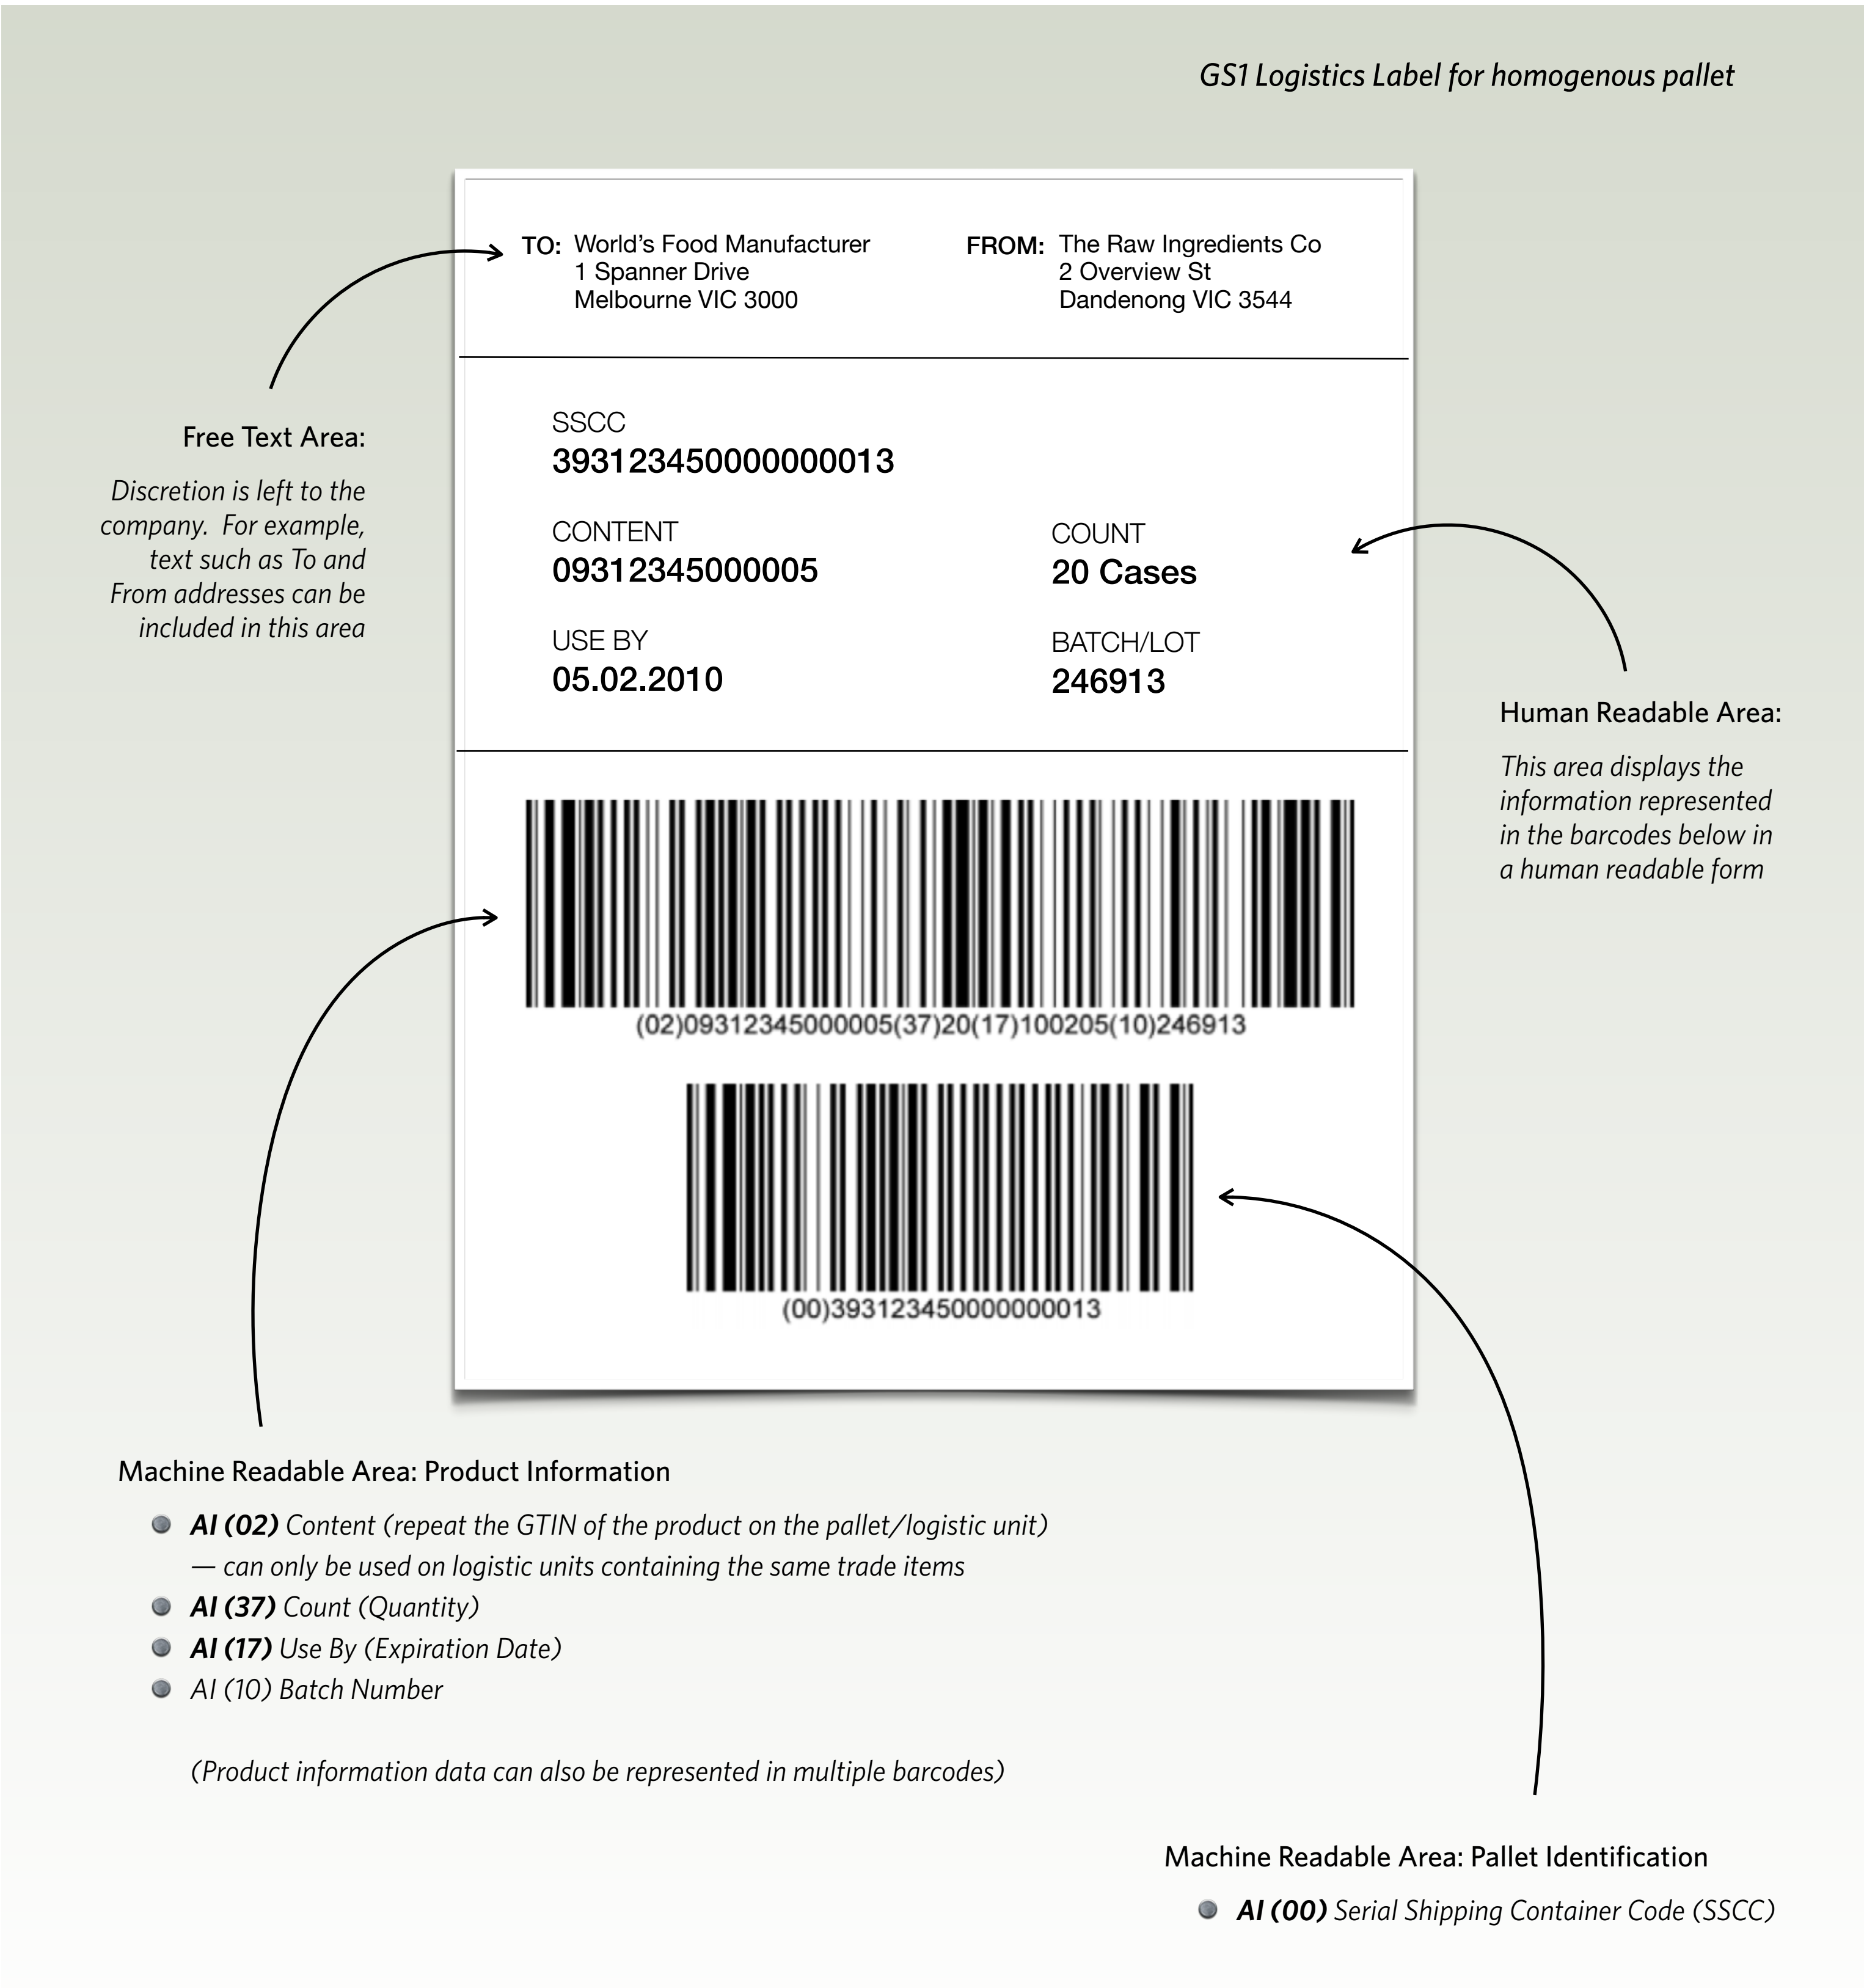 GS1 Logistics Label for homogenous pallet
TO: World's Food Manufacturer
1 Spanner Drive
Melbourne VIC 3000
FROM: The Raw Ingredients Co
2 Overview St
Dandenong VIC 3544
Free Text Area:
Discretion is left to the
company. For example,
text such as To and
From addresses can be
included in this area
SSCC
393123450000000013
CONTENT
09312345000005
COUNT
20 Cases
USE BY
05.02.2010
BATCH/LOT
246913
Human Readable Area:
This area displays the
information represented
in the barcodes below in
a human readable form
(02)09312345000005(37)20(17)100205(10)246913
(00)393123450000000013
Machine Readable Area: Product Information
AI (02) Content (repeat the GTIN of the product on the pallet/logistic unit)
— can only be used on logistic units containing the same trade items
AI (37) Count (Quantity)
AI (17) Use By (Expiration Date)
AI (10) Batch Number
(Product information data can also be represented in multiple barcodes)
Machine Readable Area: Pallet Identification
AI (00) Serial Shipping Container Code (SSCC)